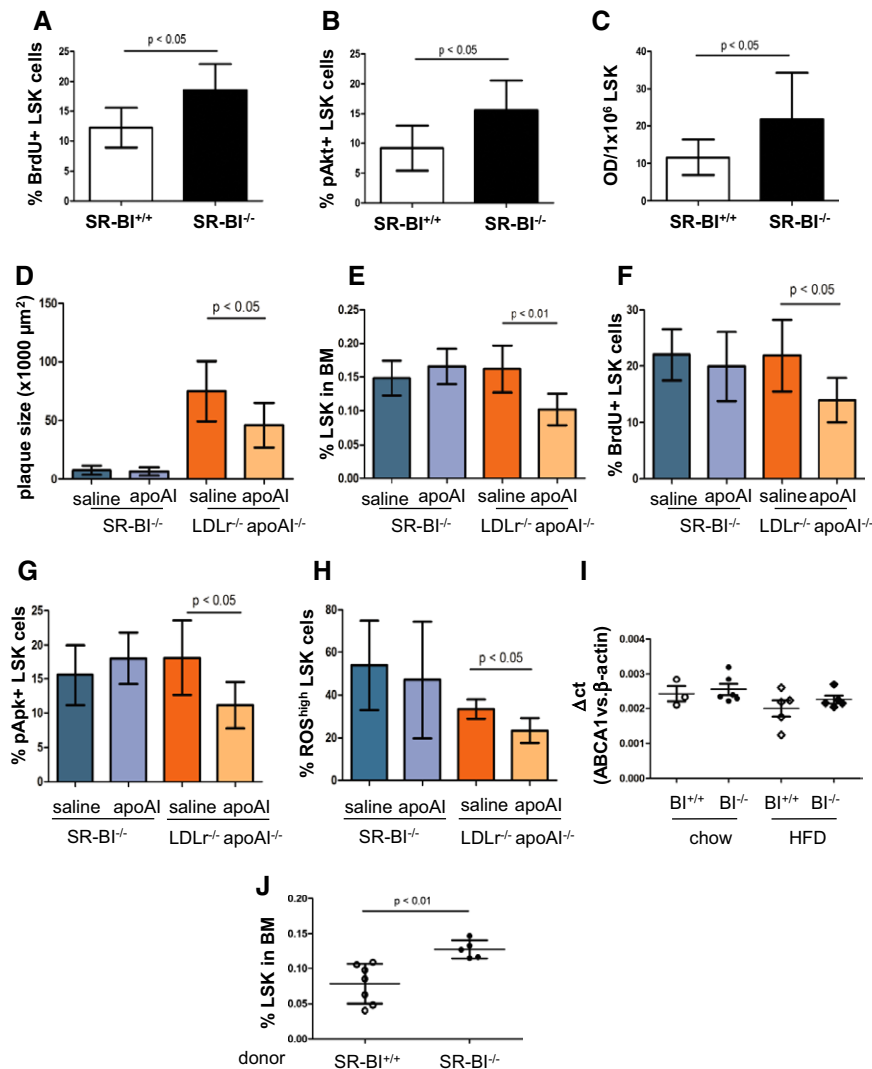 A
p < 0.05
% BrdU+ LSK cells
25
20
15
10
5
0
SR-BI+/+
SR-BI-/-
B
p < 0.05
% pAkt+ LSK cells
25
20
15
10
5
0
SR-BI+/+
SR-BI-/-
C
p < 0.05
OD/1x10⁶ LSK
40
30
20
10
0
SR-BI+/+
SR-BI-/-
D
p < 0.05
plaque size (x1000 µm²)
150
100
50
0
saline apoAI saline apoAI
SR-BI-/- LDLr-/- apoAI-/-
E
p < 0.01
% LSK in BM
0.25
0.20
0.15
0.10
0.05
0.00
saline apoAI saline apoAI
SR-BI-/- LDLr-/- apoAI-/-
F
p < 0.05
% BrdU+ LSK cells
30
20
10
0
saline apoAI saline apoAI
SR-BI-/- LDLr-/- apoAI-/-
G
p < 0.05
% pApk+ LSK cels
25
20
15
10
5
0
saline apoAI saline apoAI
SR-BI-/- LDLr-/- apoAI-/-
H
p < 0.05
% ROShigh LSK cels
80
60
40
20
0
saline apoAI saline apoAI
SR-BI-/- LDLr-/- apoAI-/-
I
Δct
(ABCA1vs.β-actin)
0.004
0.003
0.002
0.001
0.000
BI+/+ BI-/- BI+/+ BI-/-
chow HFD
J
p < 0.01
% LSK in BM
0.20
0.15
0.10
0.05
0.00
donor SR-BI+/+ SR-BI-/-